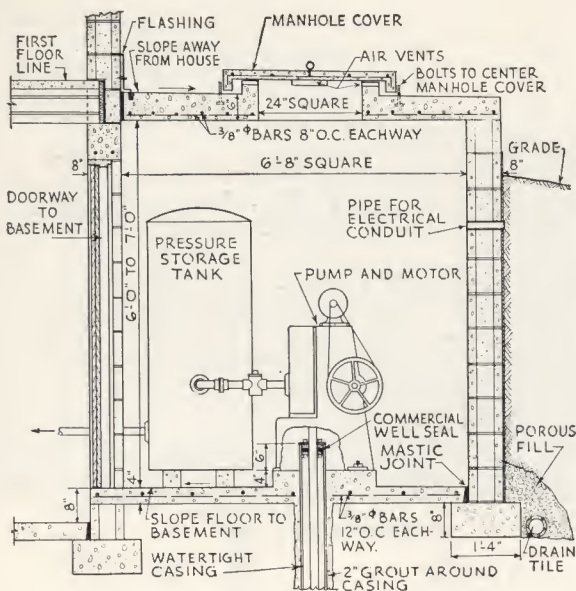 FLASHING
MANHOLE COVER
FIRST
FLOOR
LINE
SLOPE AWAY
FROM HOUSE
AIR VENTS
BOLTS TO CENTER
MANHOLE COVER
6"
24" SQUARE
3/8" Φ BARS 8" O.C. EACHWAY
GRADE
8"
6'-8" SQUARE
8"
DOORWAY
TO
BASEMENT
6'-0" TO 7'-0"
PIPE FOR
ELECTRICAL
CONDUIT
PRESSURE
STORAGE
TANK
PUMP AND MOTOR
COMMERCIAL
WELL SEAL
MASTIC
JOINT
POROUS
FILL
6"
4"
4"
8"
SLOPE FLOOR TO
BASEMENT
3/8" Φ BARS
12" O.C. EACH-
WAY.
8"
1'-4"
DRAIN
TILE
WATERTIGHT
CASING
2" GROUT AROUND
CASING